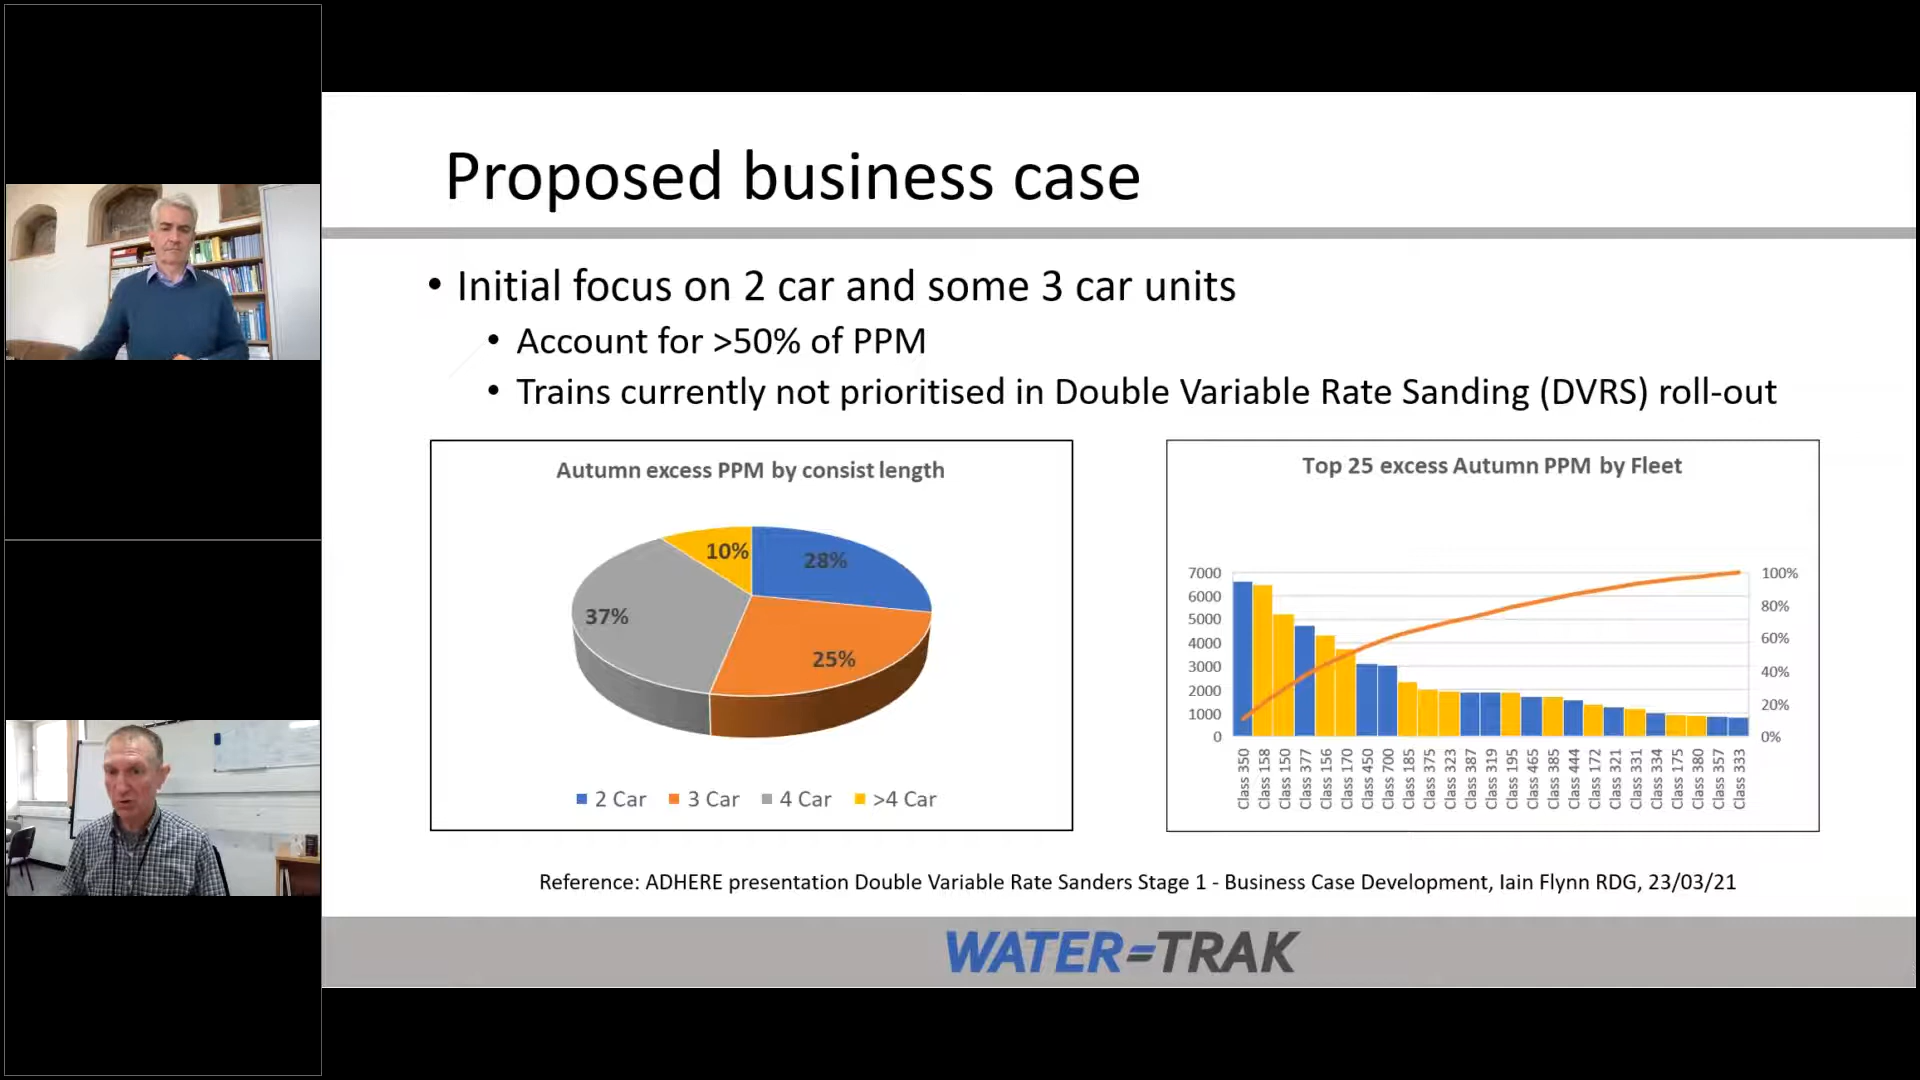 Proposed business case
• Initial focus on 2 car and some 3 car units
• Account for >50% of PPM
• Trains currently not prioritised in Double Variable Rate Sanding (DVRS) roll-out
Autumn excess PPM by consist length
10%
28%
37%
25%
2 Car
3 Car
4 Car
>4 Car
Top 25 excess Autumn PPM by Fleet
7000
6000
5000
4000
3000
2000
1000
0
100%
80%
60%
40%
20%
0%
Class 350
Class 158
Class 150
Class 377
Class 156
Class 170
Class 450
Class 700
Class 185
Class 375
Class 323
Class 387
Class 319
Class 195
Class 465
Class 385
Class 444
Class 172
Class 321
Class 331
Class 334
Class 175
Class 380
Class 357
Class 333
Reference: ADHERE presentation Double Variable Rate Sanders Stage 1 - Business Case Development, Iain Flynn RDG, 23/03/21
WATER=TRAK